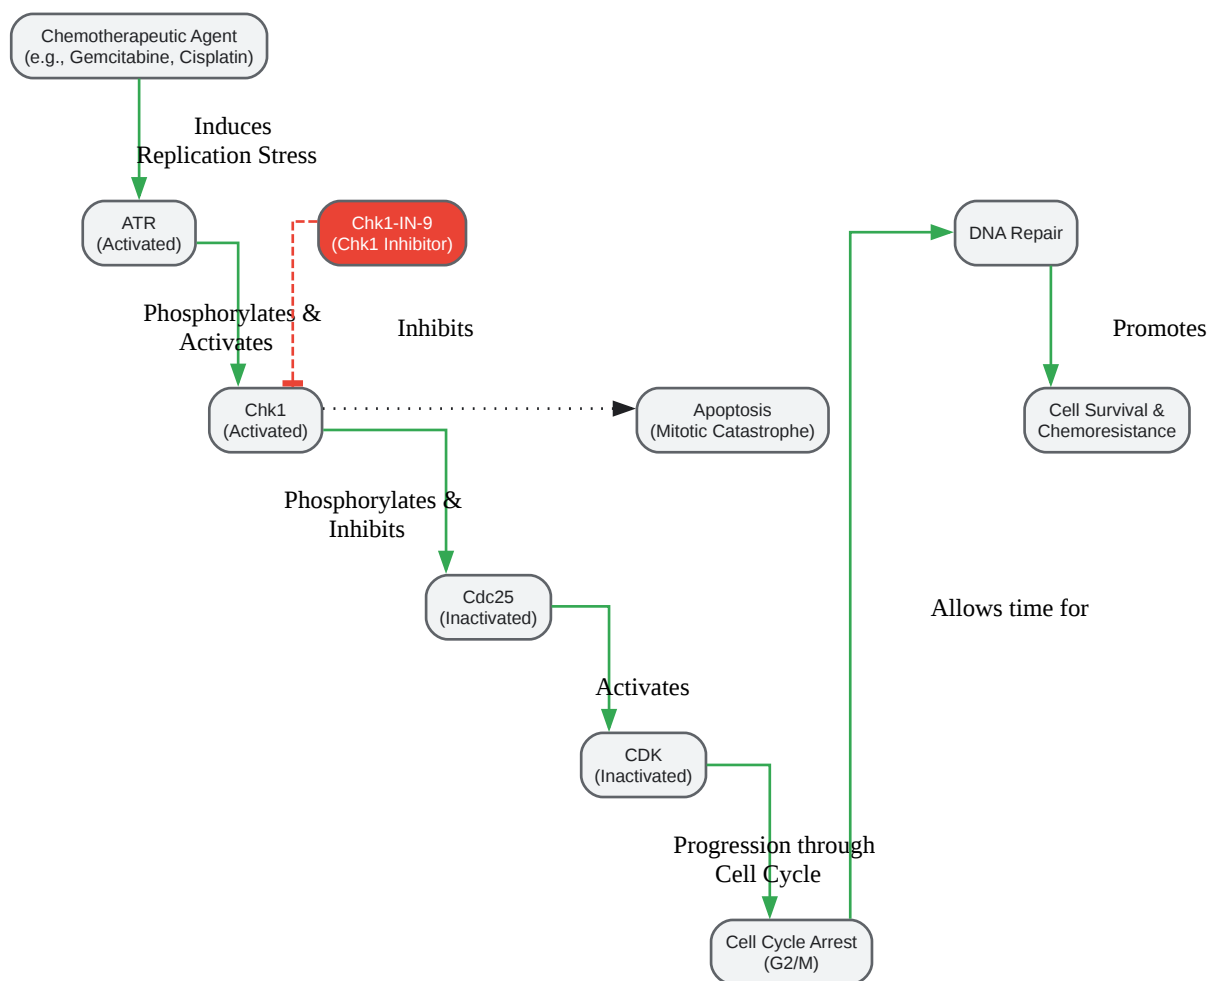 Chemotherapeutic Agent
(e.g., Gemcitabine, Cisplatin)
Induces
Replication Stress
ATR
(Activated)
Chk1-IN-9
(Chk1 Inhibitor)
DNA Repair
Phosphorylates &
Activates
Inhibits
Promotes
Chk1
(Activated)
Apoptosis
(Mitotic Catastrophe)
Cell Survival &
Chemoresistance
Phosphorylates &
Inhibits
Cdc25
(Inactivated)
Allows time for
Activates
CDK
(Inactivated)
Progression through
Cell Cycle
Cell Cycle Arrest
(G2/M)